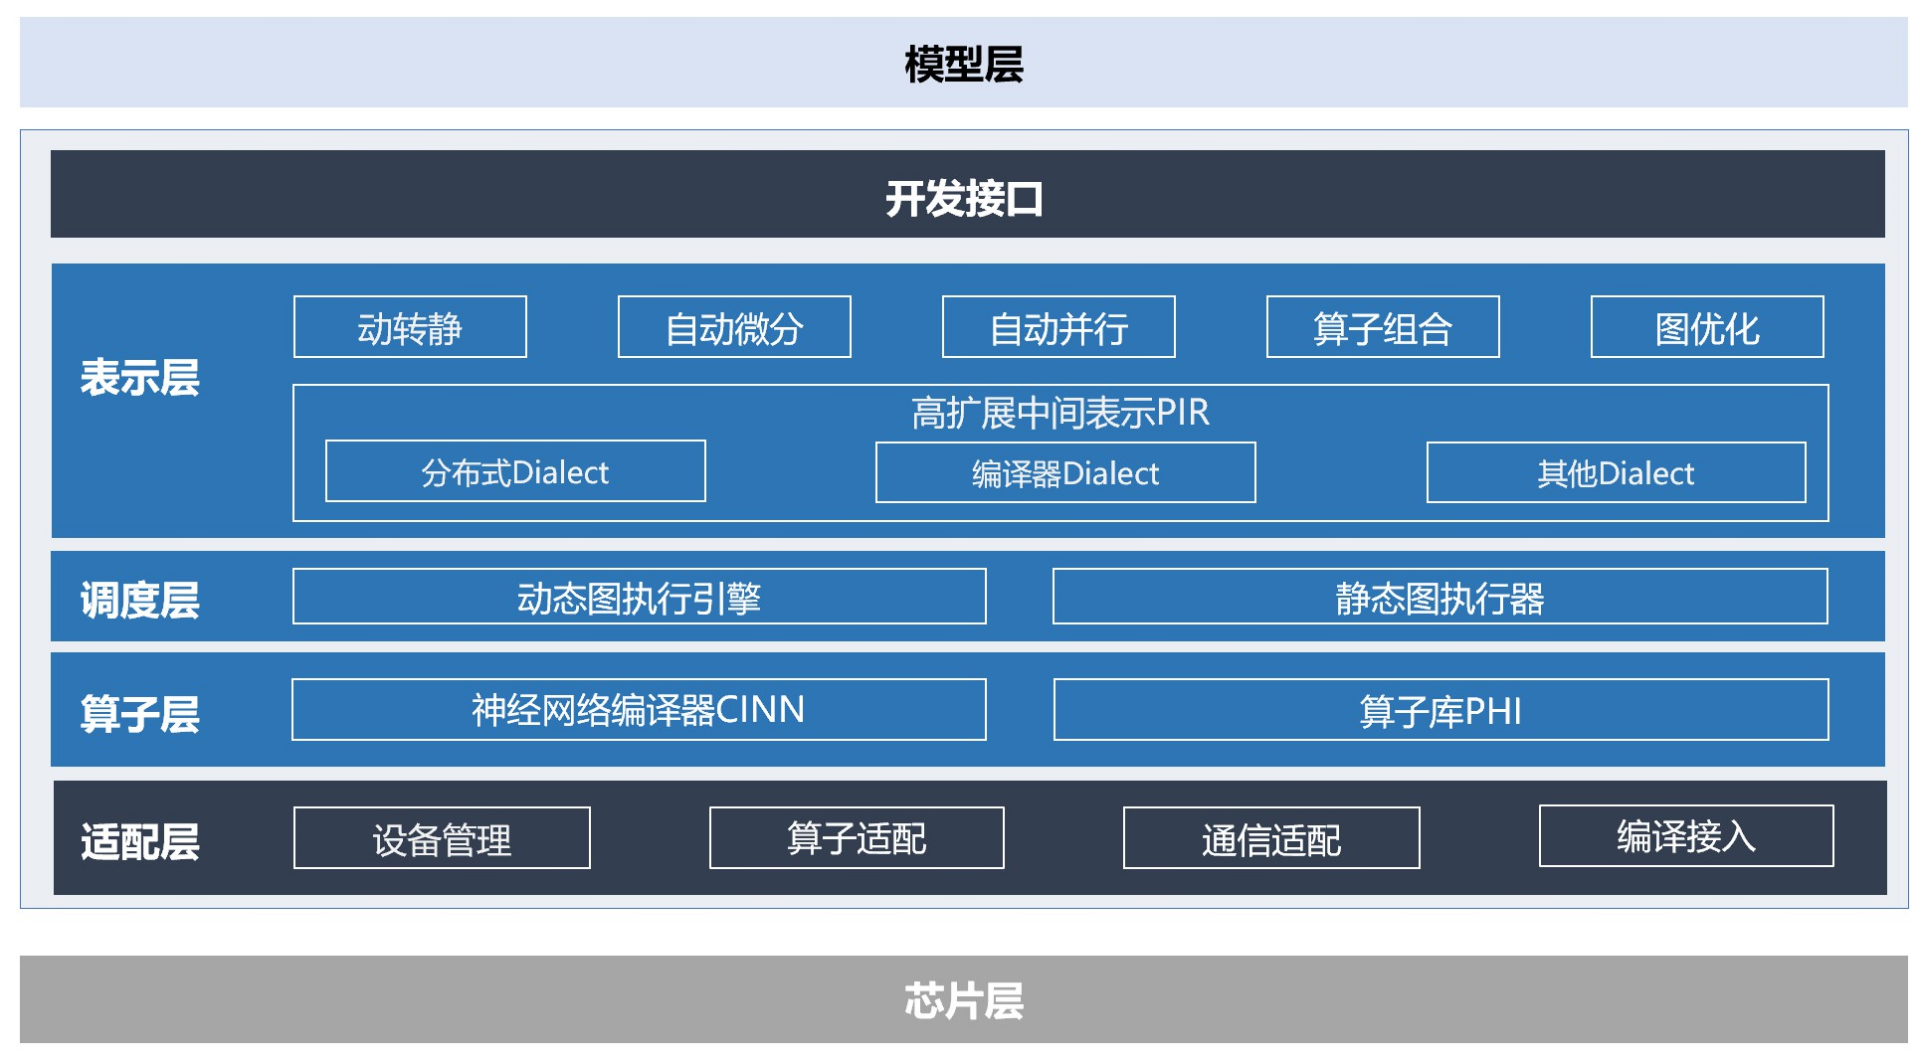 模型层
开发接口
表示层
动转静
自动微分
自动并行
算子组合
图优化
高扩展中间表示PIR
分布式Dialect
编译器Dialect
其他Dialect
调度层
动态图执行引擎
静态图执行器
算子层
神经网络编译器CINN
算子库PHI
适配层
设备管理
算子适配
通信适配
编译接入
芯片层